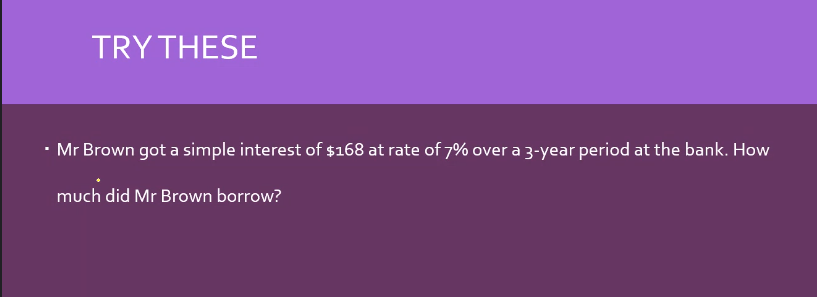 TRY THESE
▪ Mr Brown got a simple interest of $168 at rate of 7% over a 3-year period at the bank. How
much did Mr Brown borrow?